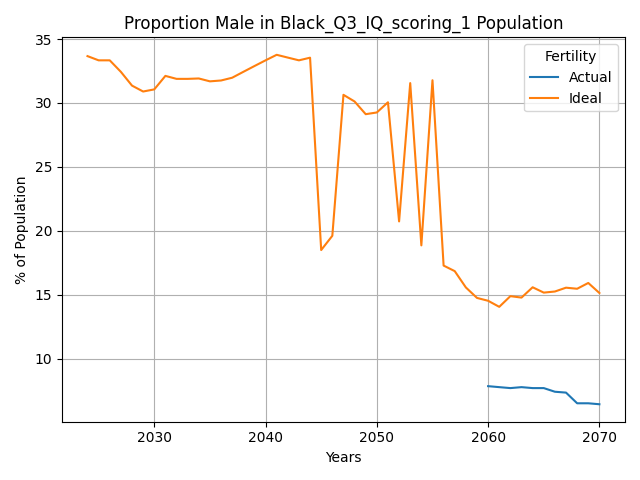 Proportion Male in Black_Q3_IQ_scoring_1 Population
35
30
25
20
15
10
% of Population
Fertility
Actual
Ideal
2030
2040
2050
2060
2070
Years